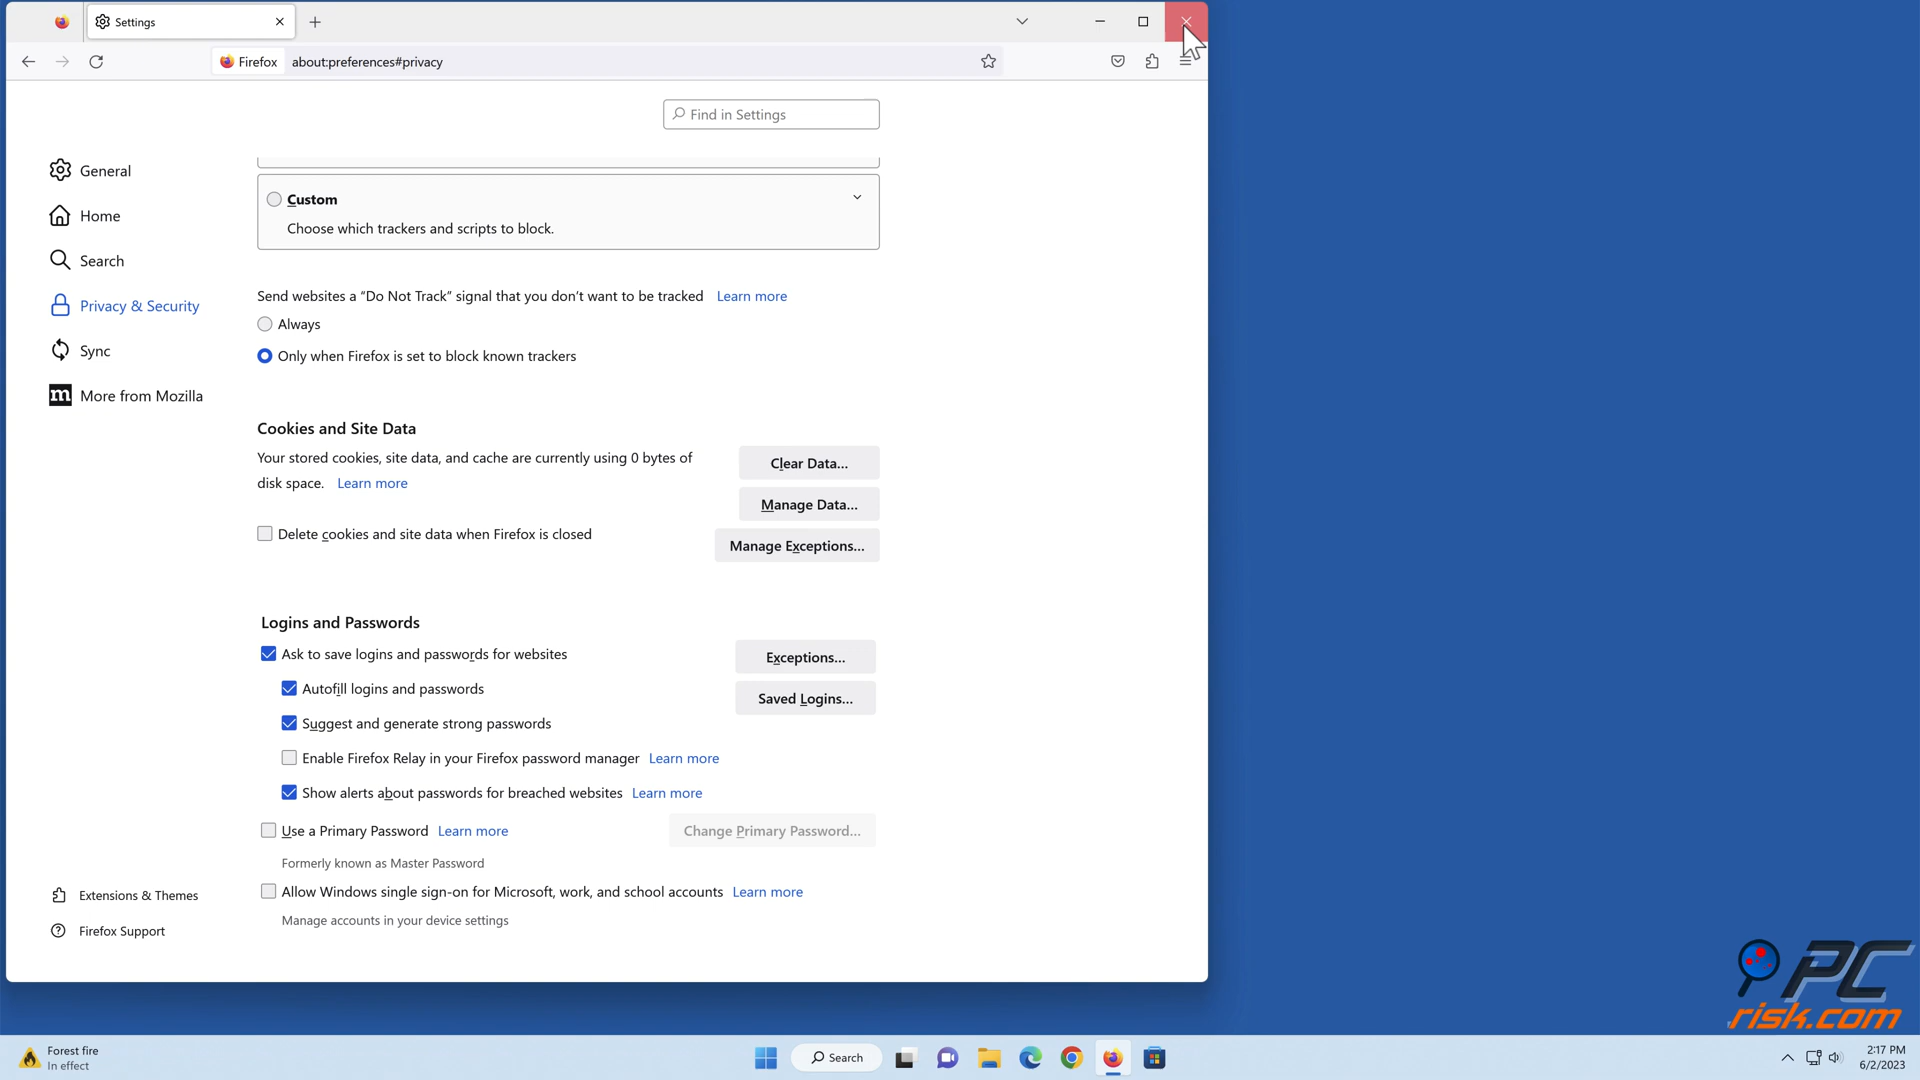 Settings
Firefox
about:preferences#privacy
Find in Settings
General
Home
Search
Privacy & Security
Sync
m More from Mozilla
Custom
Choose which trackers and scripts to block.
Send websites a “Do Not Track” signal that you don’t want to be tracked Learn more
Always
Only when Firefox is set to block known trackers
Cookies and Site Data
Your stored cookies, site data, and cache are currently using 0 bytes of
disk space. Learn more
Clear Data...
Manage Data...
Delete cookies and site data when Firefox is closed
Manage Exceptions...
Logins and Passwords
Ask to save logins and passwords for websites
Exceptions...
Autofill logins and passwords
Saved Logins...
Suggest and generate strong passwords
Enable Firefox Relay in your Firefox password manager Learn more
Show alerts about passwords for breached websites Learn more
Use a Primary Password Learn more
Change Primary Password...
Formerly known as Master Password
Allow Windows single sign-on for Microsoft, work, and school accounts Learn more
Manage accounts in your device settings
Extensions & Themes
Firefox Support
PC
risk.com
Forest fire
In effect
Search
2:17 PM
6/2/2023